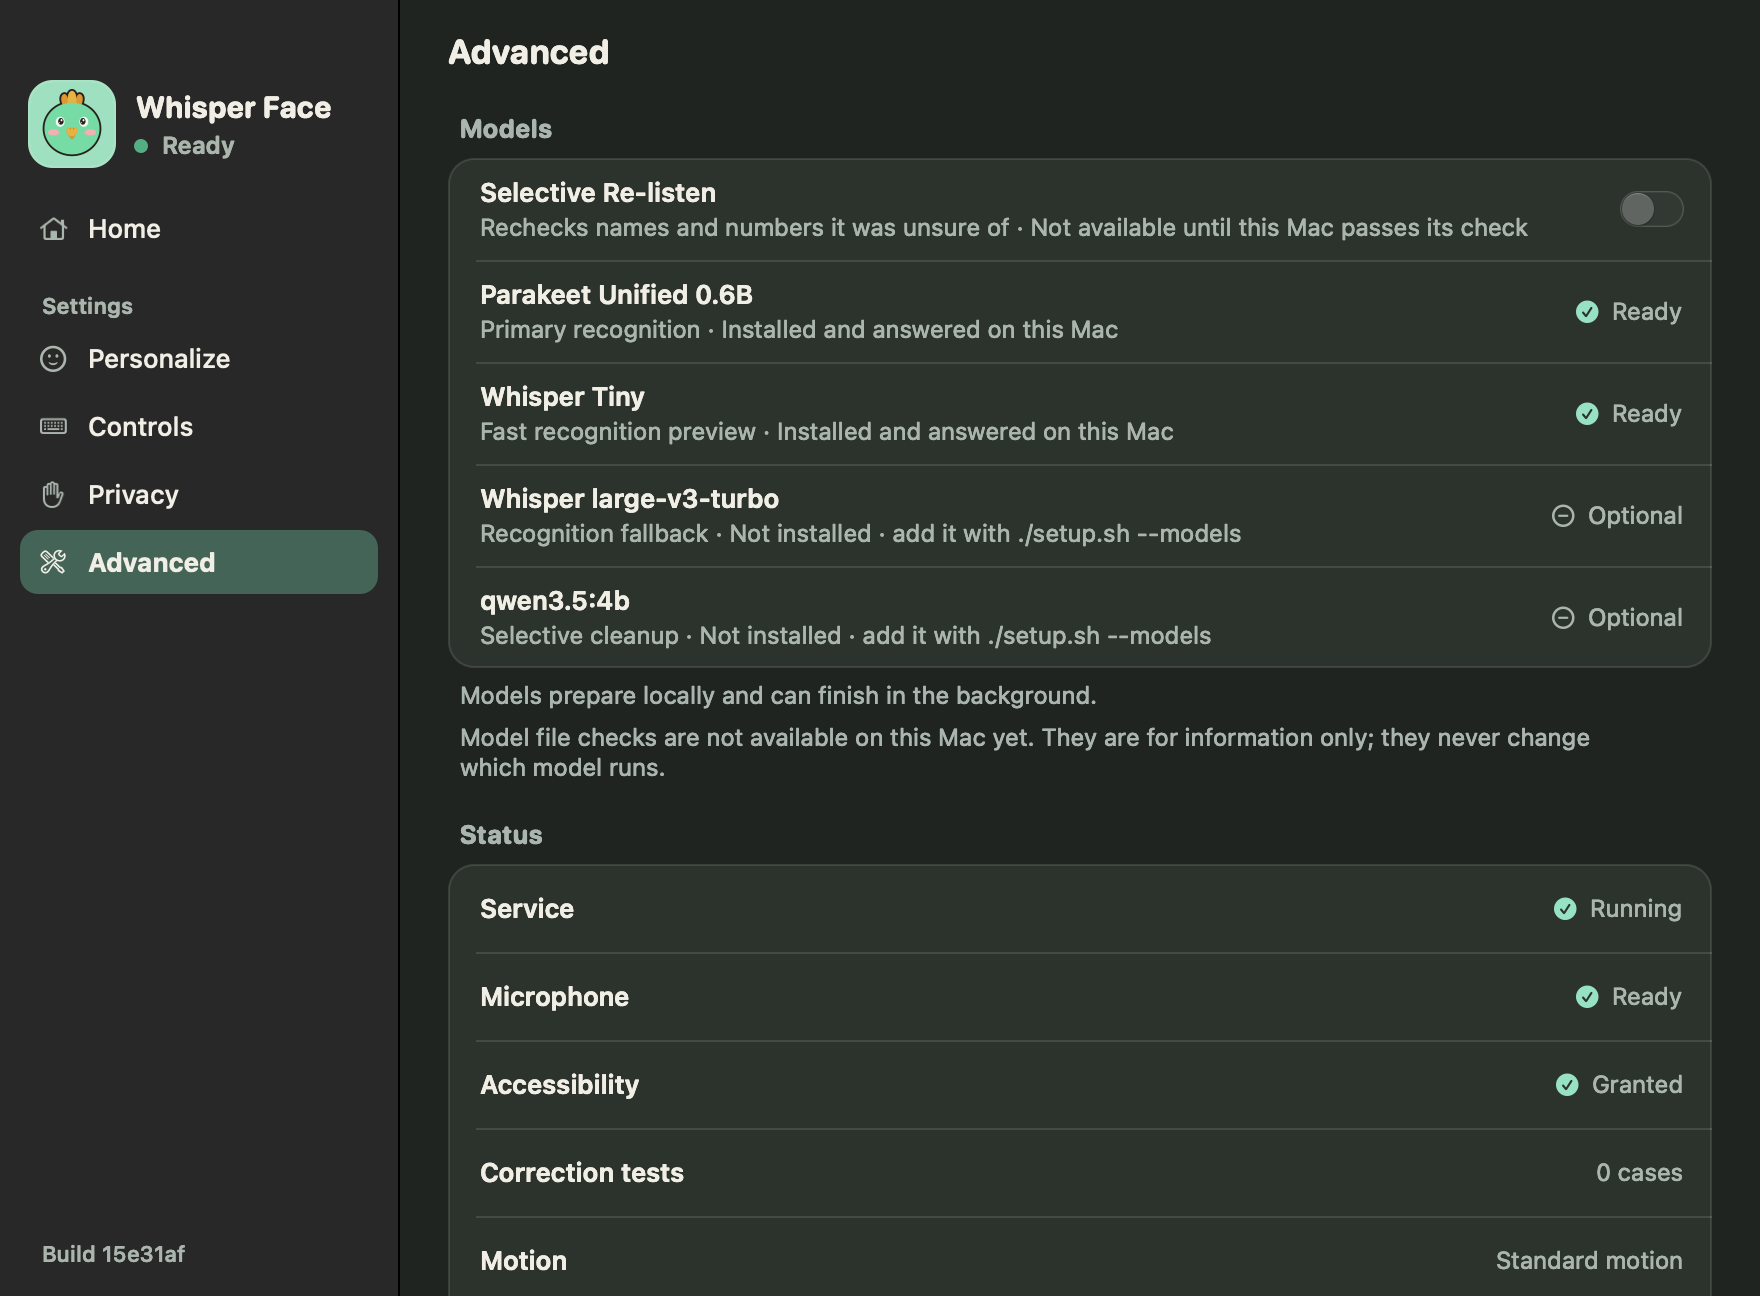 Whisper Face
Ready
Home
Settings
Personalize
Controls
Privacy
Advanced
Build 15e31af
Advanced
Models
Selective Re-listen
Rechecks names and numbers it was unsure of · Not available until this Mac passes its check
Parakeet Unified 0.6B
Primary recognition · Installed and answered on this Mac
Ready
Whisper Tiny
Fast recognition preview · Installed and answered on this Mac
Ready
Whisper large-v3-turbo
Recognition fallback · Not installed · add it with ./setup.sh --models
Optional
qwen3.5:4b
Selective cleanup · Not installed · add it with ./setup.sh --models
Optional
Models prepare locally and can finish in the background.
Model file checks are not available on this Mac yet. They are for information only; they never change
which model runs.
Status
Service
Running
Microphone
Ready
Accessibility
Granted
Correction tests
0 cases
Motion
Standard motion